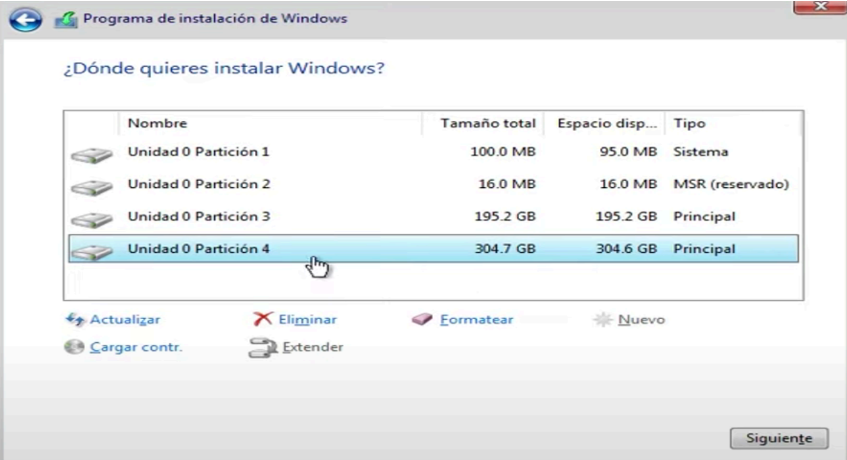 Programa de instalación de Windows
¿Dónde quieres instalar Windows?
Nombre Tamaño total Espacio disp... Tipo
Unidad 0 Partición 1 100.0 MB 95.0 MB Sistema
Unidad 0 Partición 2 16.0 MB 16.0 MB MSR (reservado)
Unidad 0 Partición 3 195.2 GB 195.2 GB Principal
Unidad 0 Partición 4 304.7 GB 304.6 GB Principal
Actualizar Eliminar Formatear Nuevo
Cargar contr. Extender
Siguiente